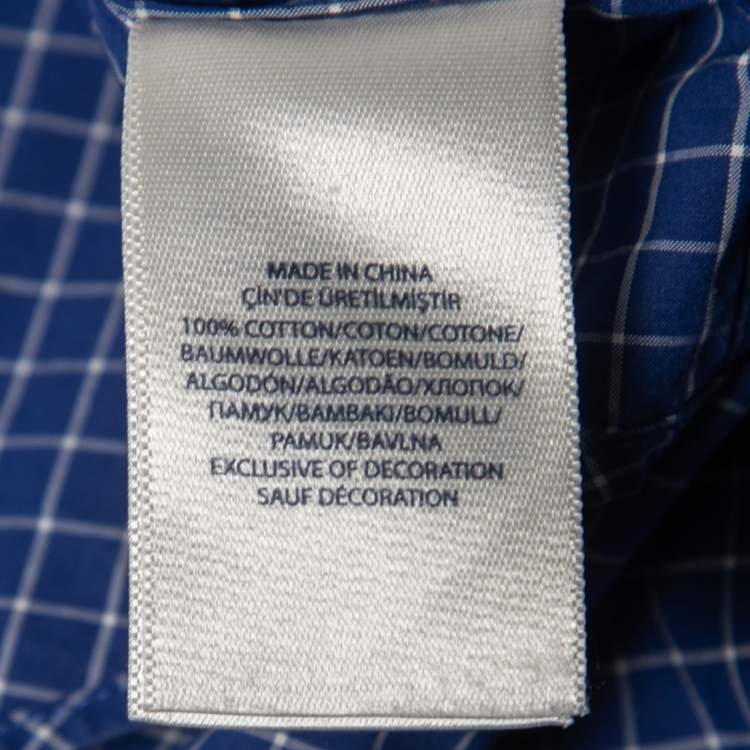 MADE IN CHINA
ÇİN'DE ÜRETİLMİŞTİR
100% COTTON/COTON/COTONE/
BAUMWOLLE/KATOEN/BOMULD/
ALGODÓN/ALGODÃO/ХЛОПОК/
ПАМУК/ΒΑΜΒΑΚΙ/BOMULL/
PAMUK/BAVLNA
EXCLUSIVE OF DECORATION
SAUF DÉCORATION